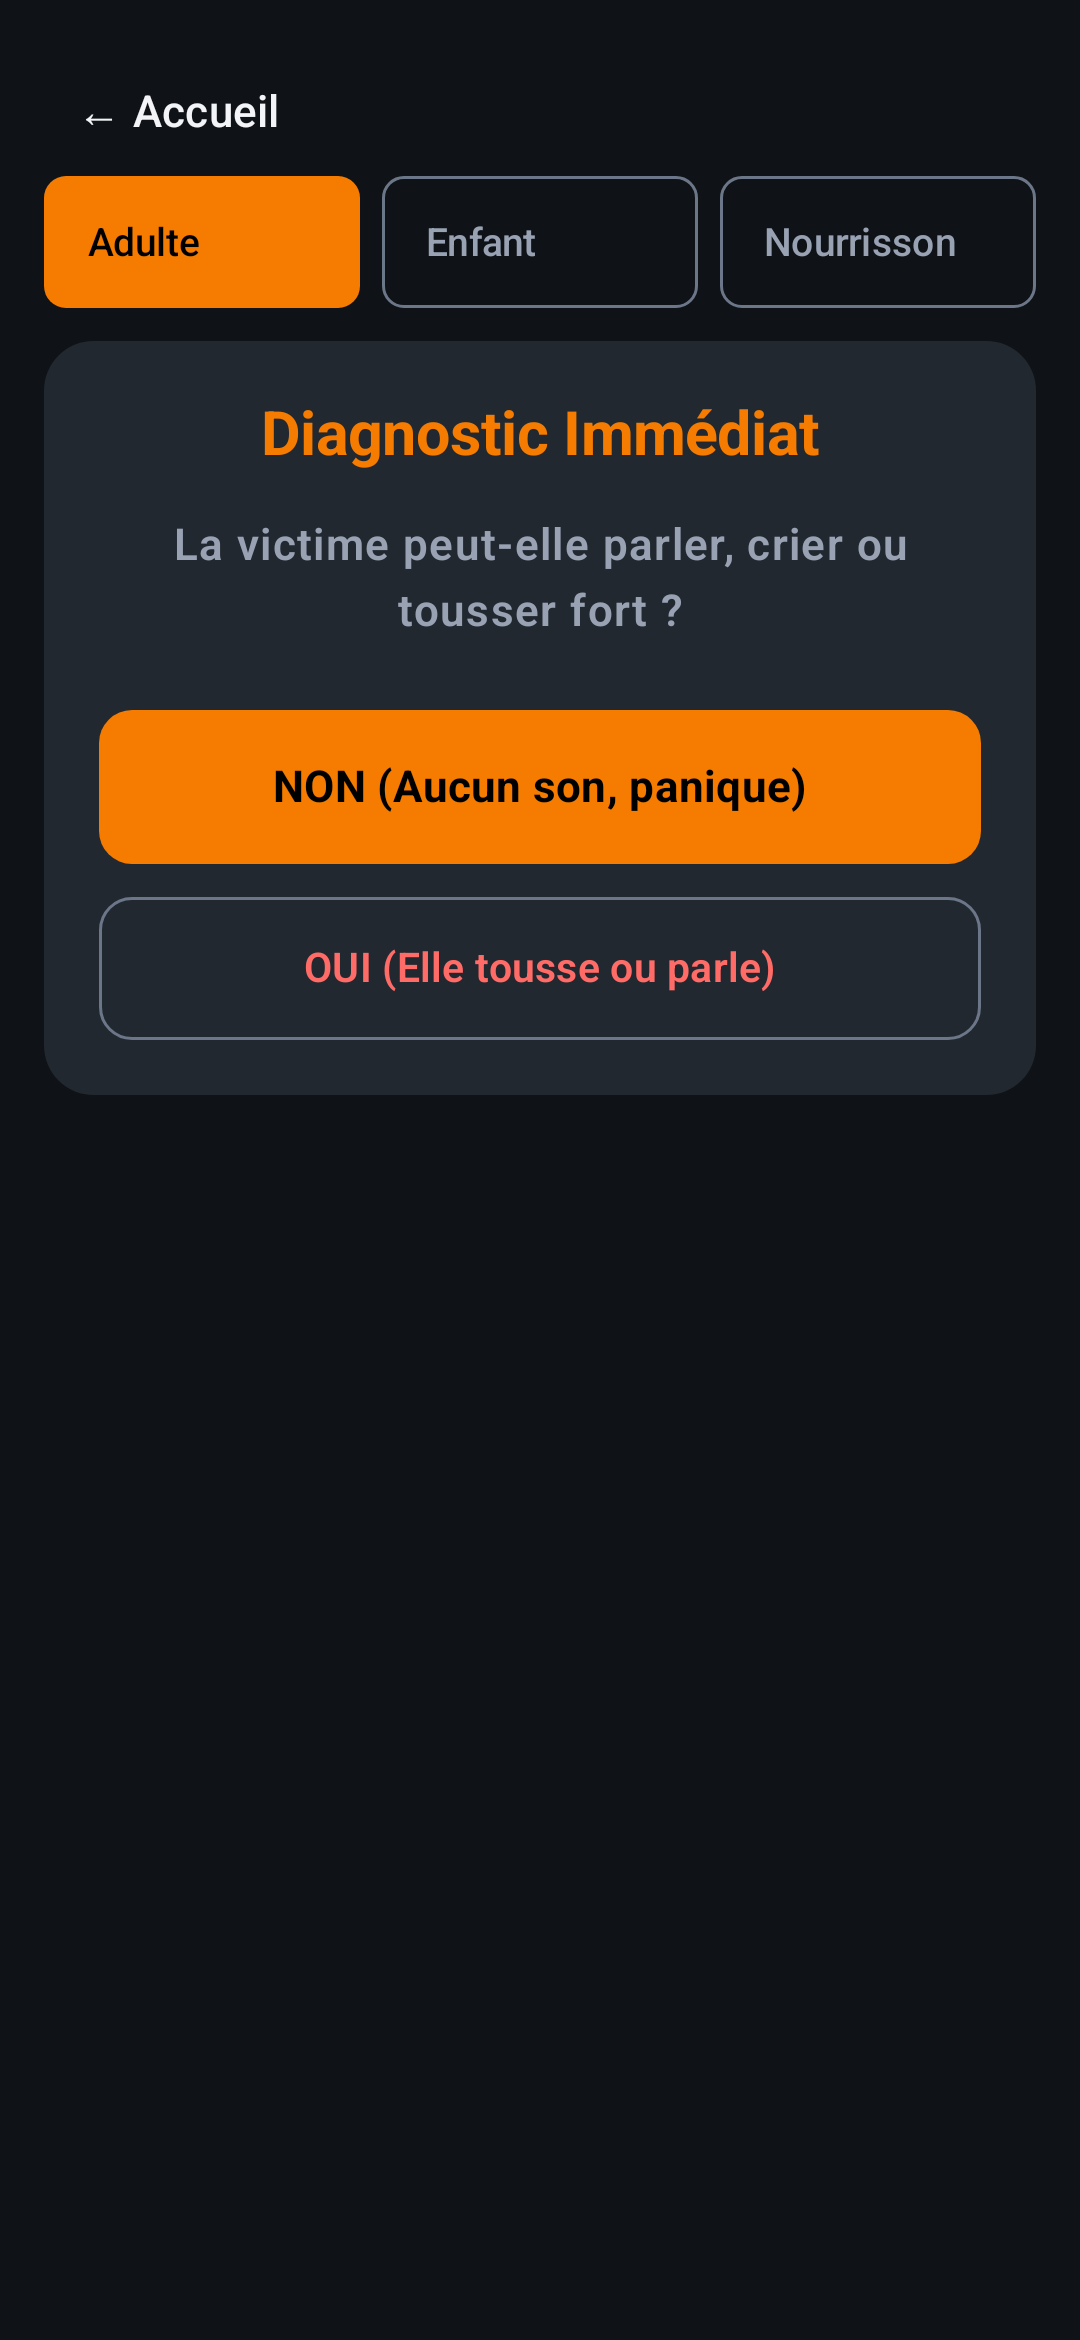 ← Accueil
Adulte
Enfant
Nourrisson
Diagnostic Immédiat
La victime peut-elle parler, crier ou
tousser fort ?
NON (Aucun son, panique)
OUI (Elle tousse ou parle)